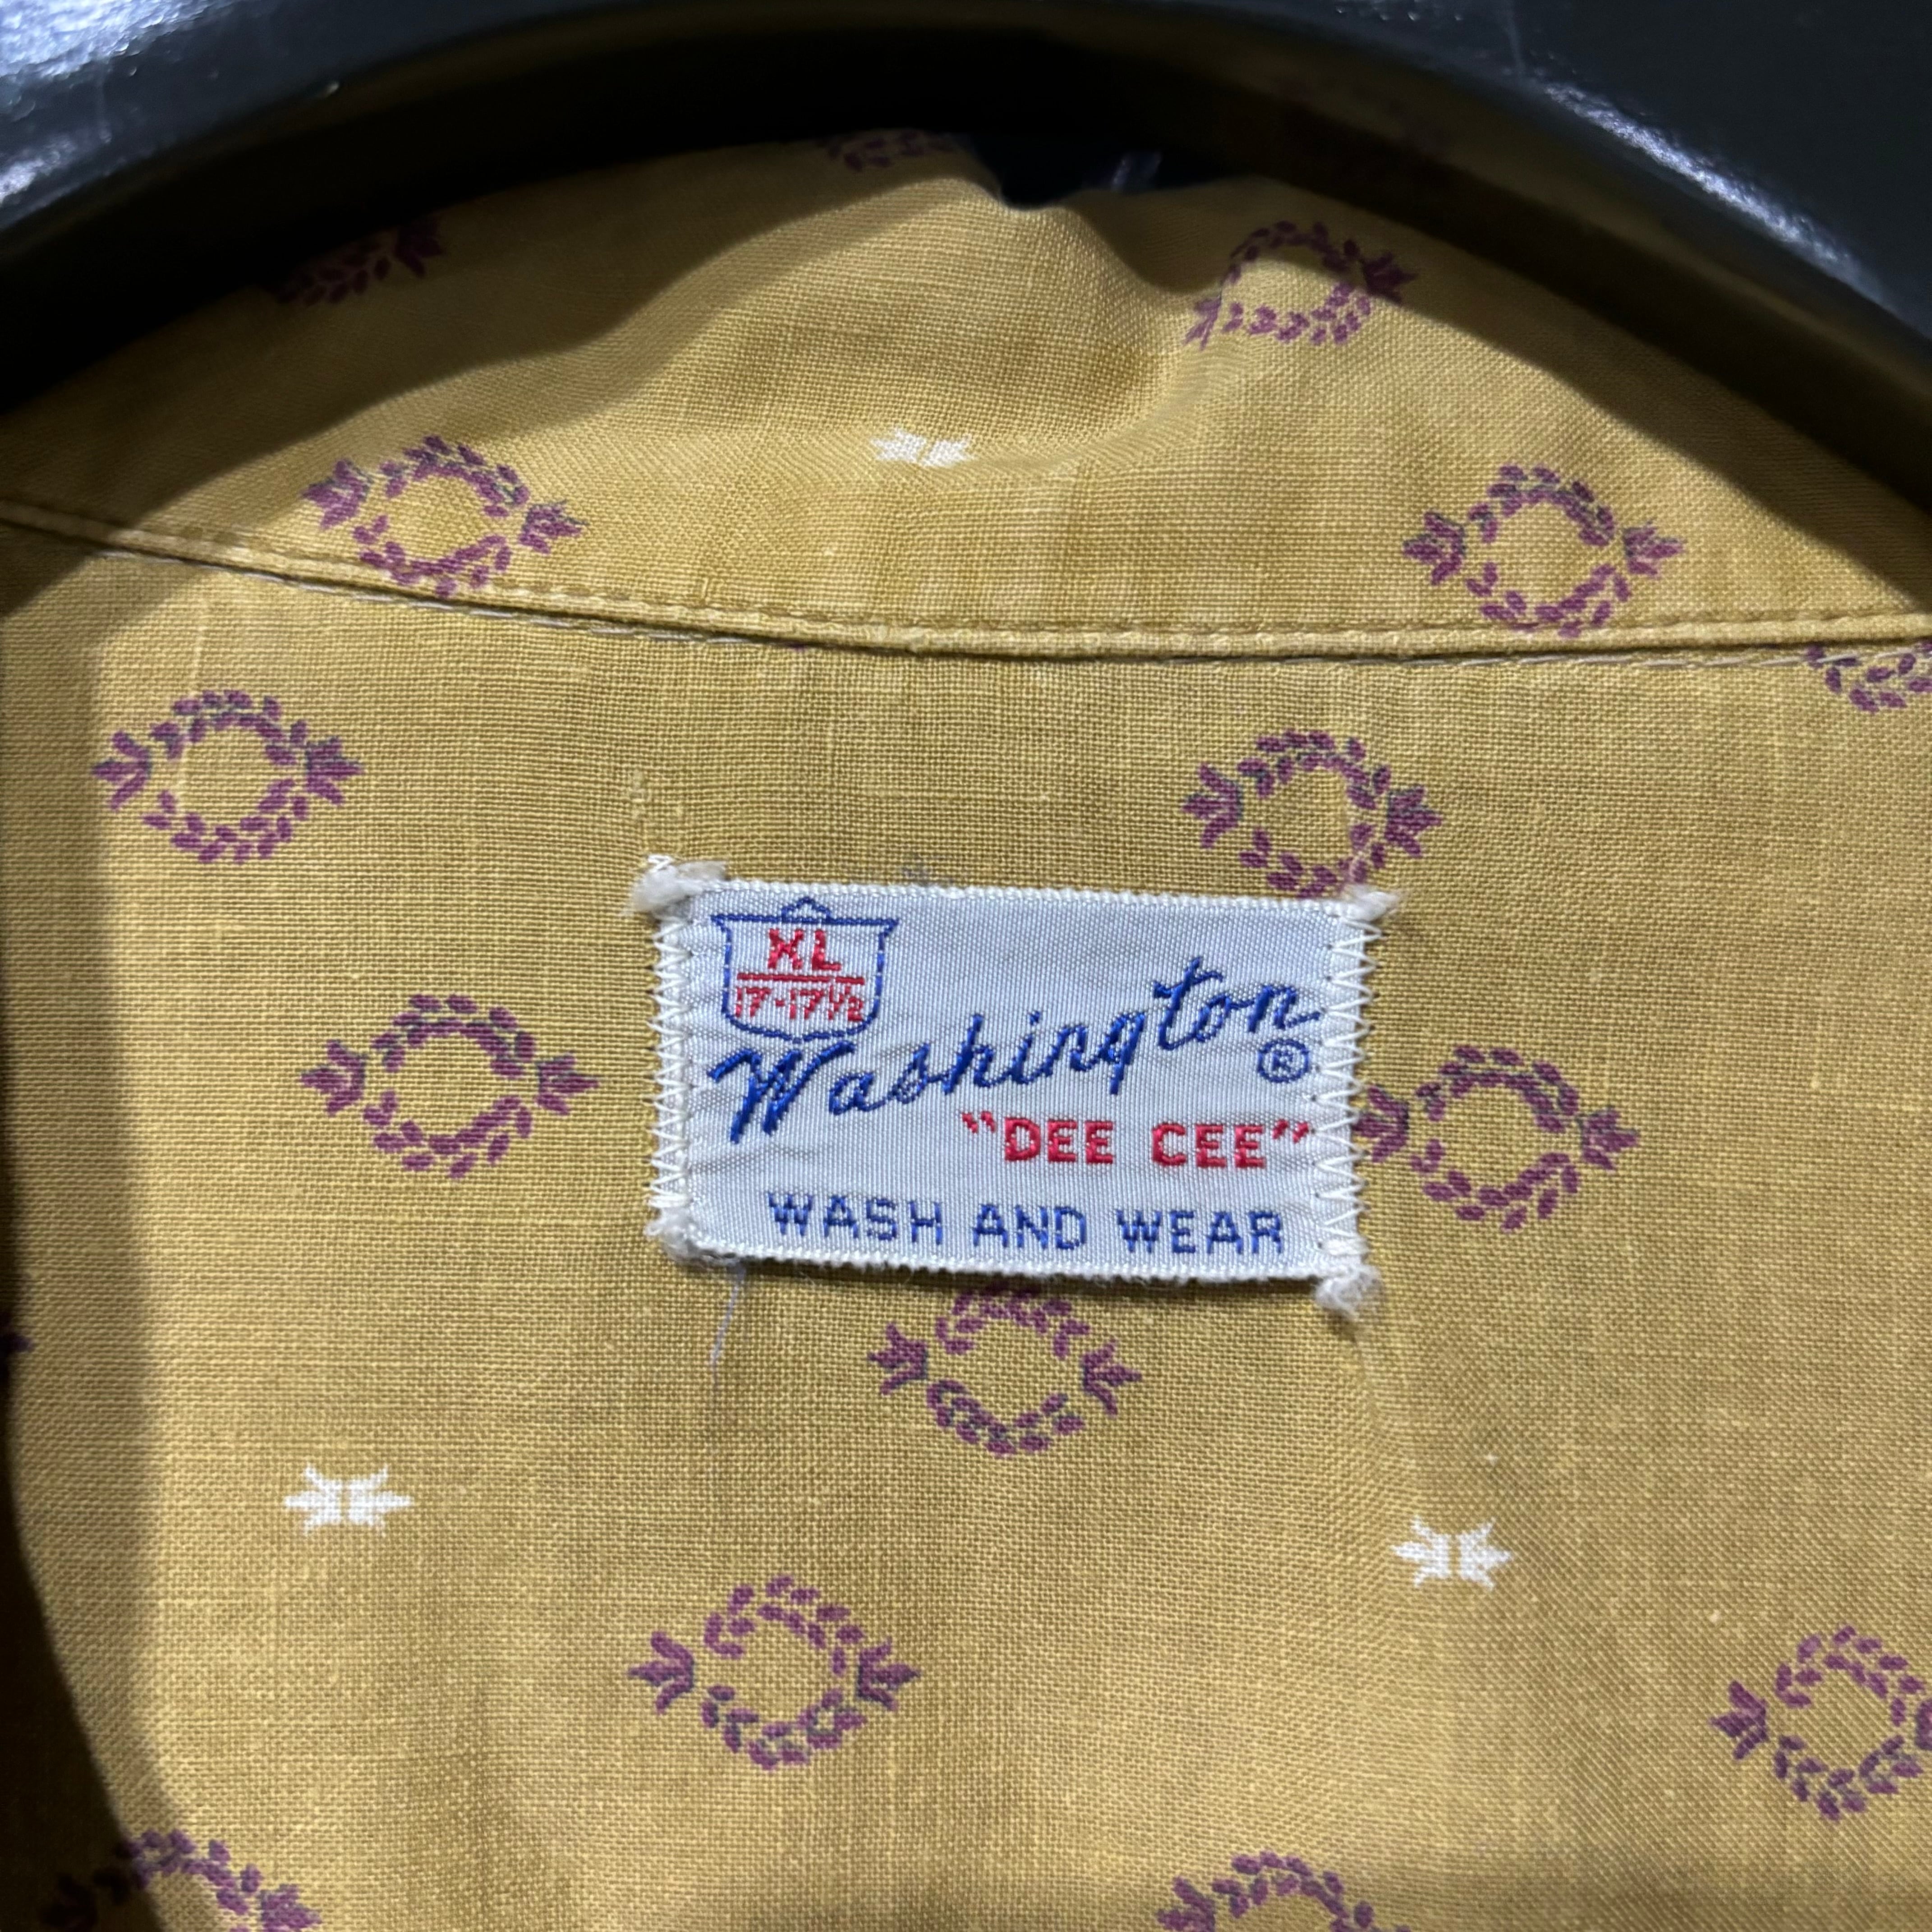 XL
17-17½
Washington ®
"DEE CEE"
WASH AND WEAR